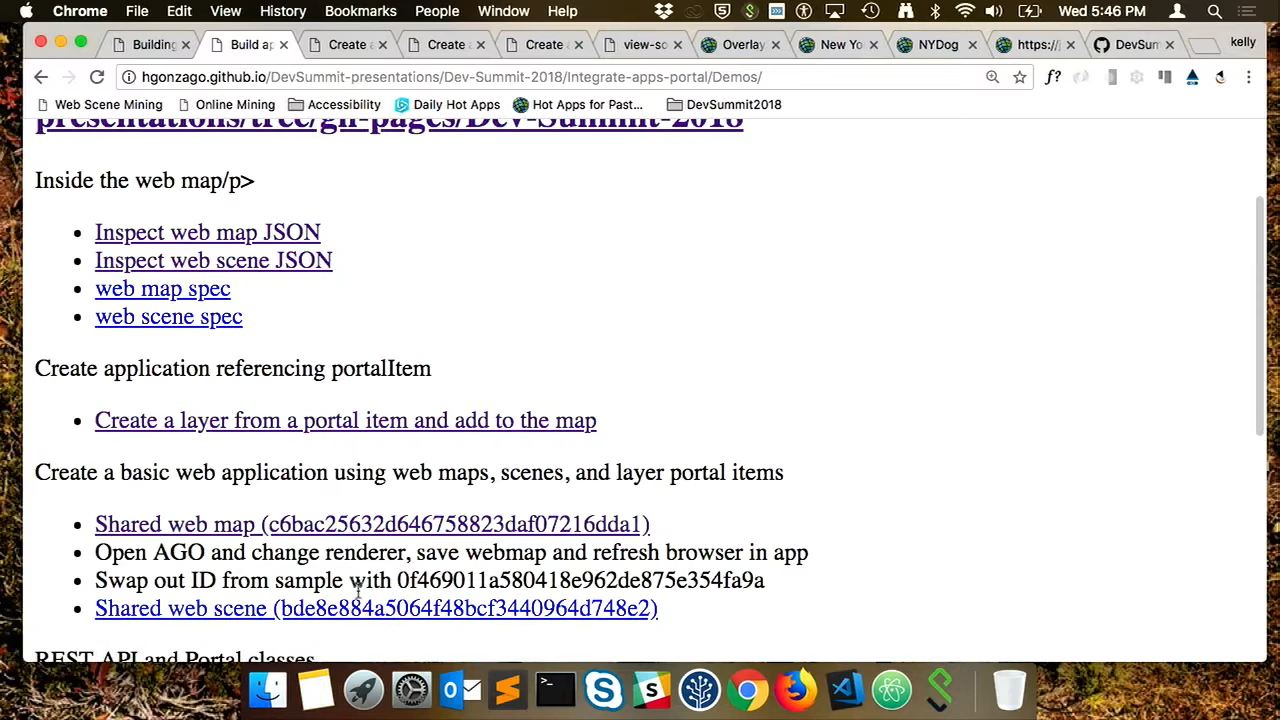 Chrome File Edit View History Bookmarks People Window Help Wed 5:46 PM
Building Build ap Create a Create a Create view-so Overlay New Yo NYDog https:// DevSum kelly
hgonzago.github.io/DevSummit-presentations/Dev-Summit-2018/Integrate-apps-portal/Demos/ f?
Web Scene Mining Online Mining Accessibility Daily Hot Apps Hot Apps for Past... DevSummit2018
presentations/tree/gh-pages/Dev-Summit-2018
Inside the web map/p>
Inspect web map JSON
Inspect web scene JSON
web map spec
web scene spec
Create application referencing portalItem
Create a layer from a portal item and add to the map
Create a basic web application using web maps, scenes, and layer portal items
Shared web map (c6bac25632d646758823daf07216dda1)
Open AGO and change renderer, save webmap and refresh browser in app
Swap out ID from sample with 0f469011a580418e962de875e354fa9a
Shared web scene (bde8e884a5064f48bcf3440964d748e2)
REST API and Portal classes